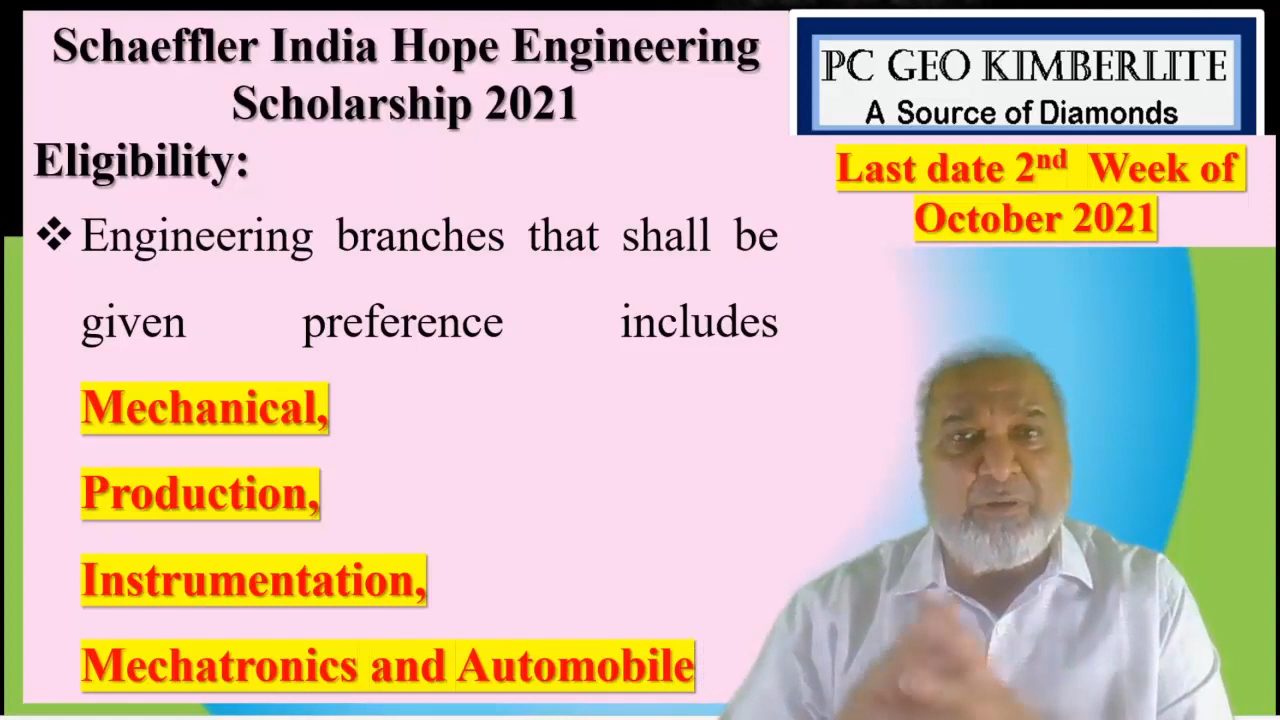 Schaeffler India Hope Engineering
Scholarship 2021
Eligibility:
❖ Engineering branches that shall be
given preference includes
Mechanical,
Production,
Instrumentation,
Mechatronics and Automobile
PC GEO KIMBERLITE
A Source of Diamonds
Last date 2nd Week of
October 2021